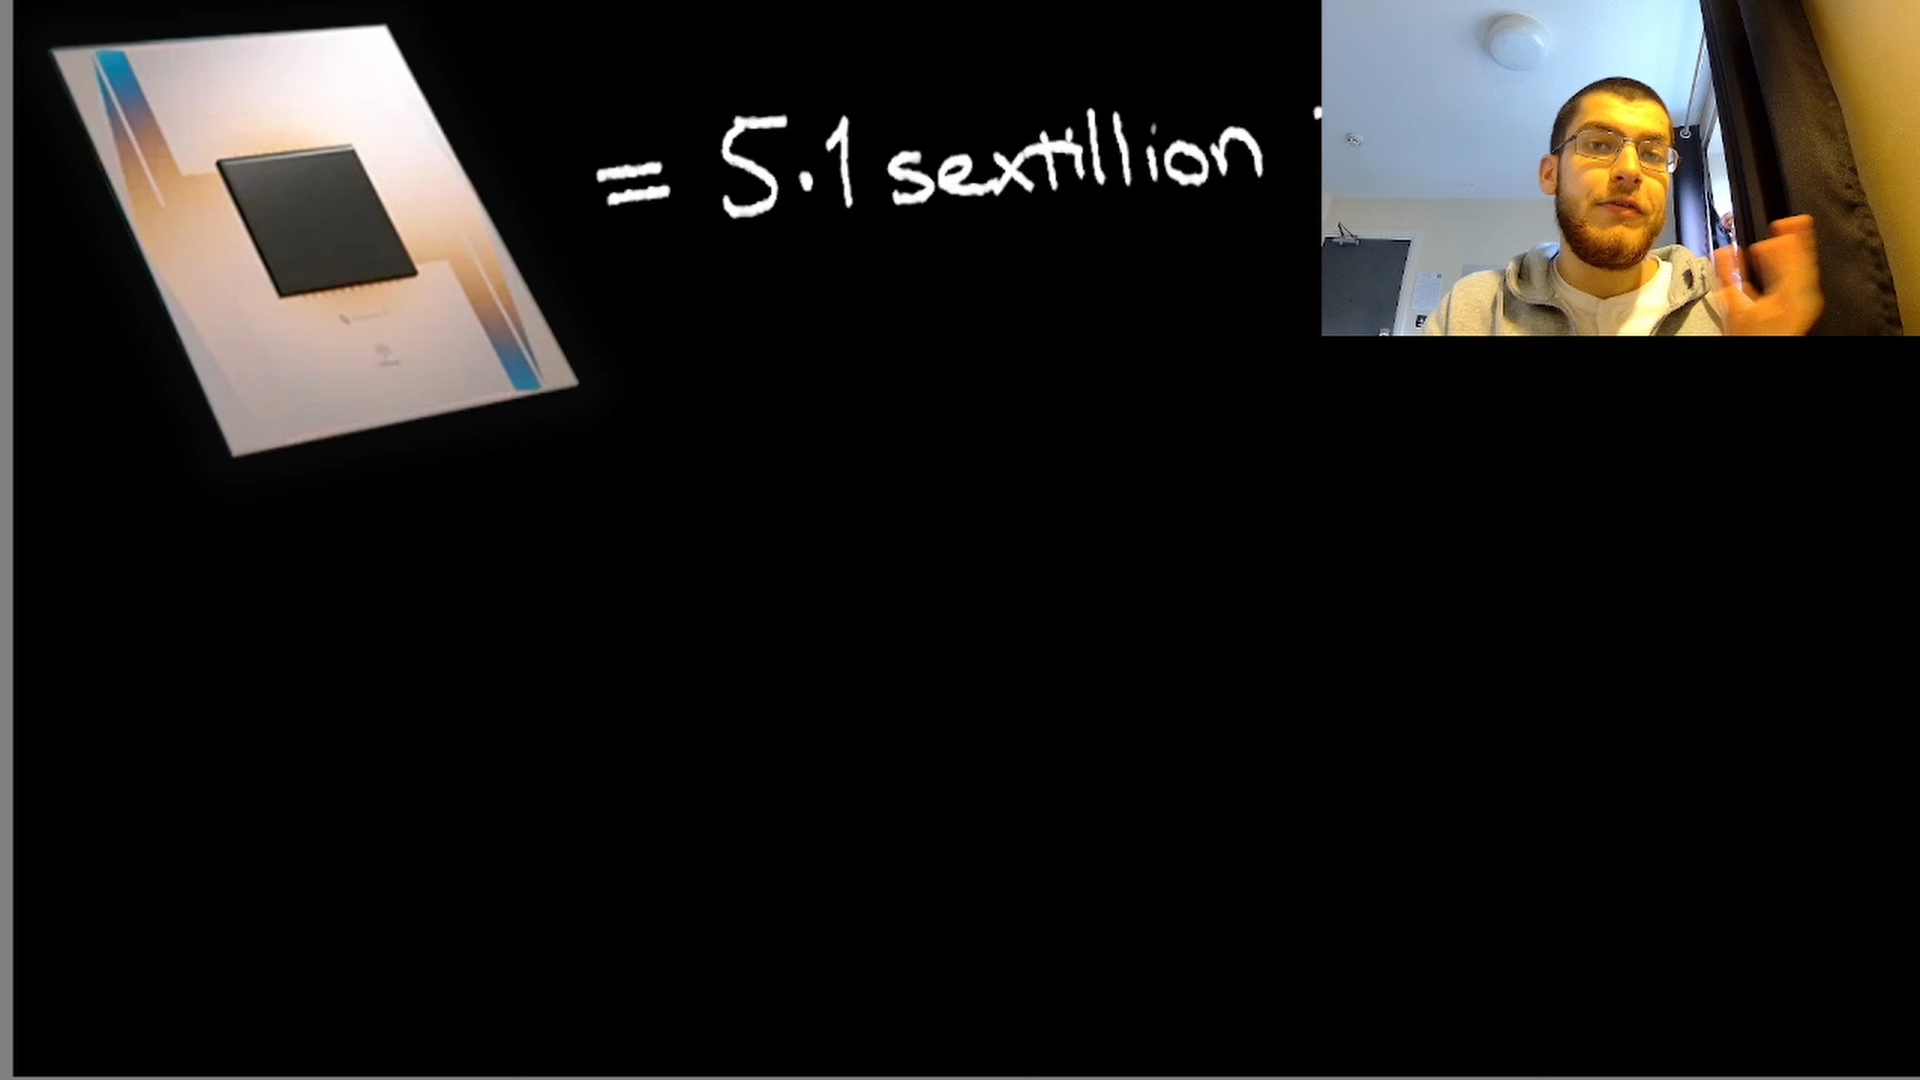 = 5.1 sextillion